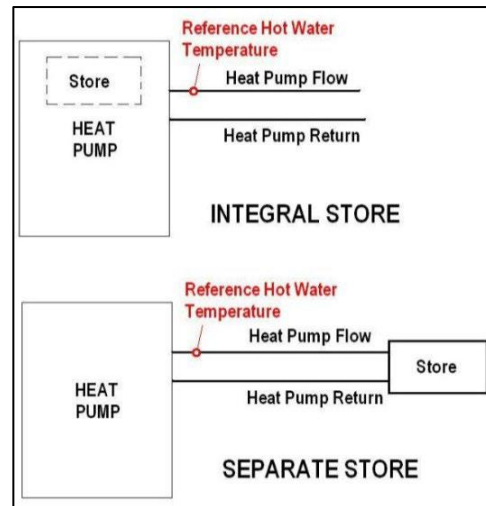 Reference Hot Water
Temperature
Heat Pump Flow
Store
HEAT
PUMP
Heat Pump Return
INTEGRAL STORE
Reference Hot Water
Temperature
Heat Pump Flow
Store
HEAT
PUMP
Heat Pump Return
SEPARATE STORE